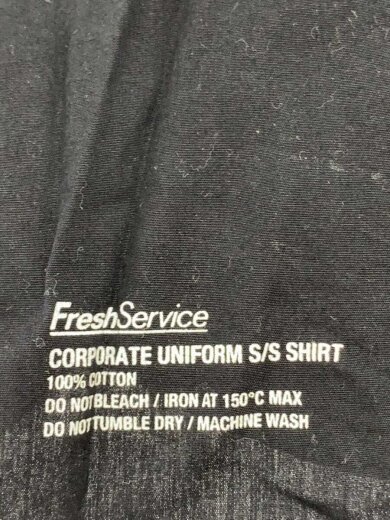 FreshService
CORPORATE UNIFORM S/S SHIRT
100% COTTON
DO NOT BLEACH / IRON AT 150°C MAX
DO NOT TUMBLE DRY / MACHINE WASH